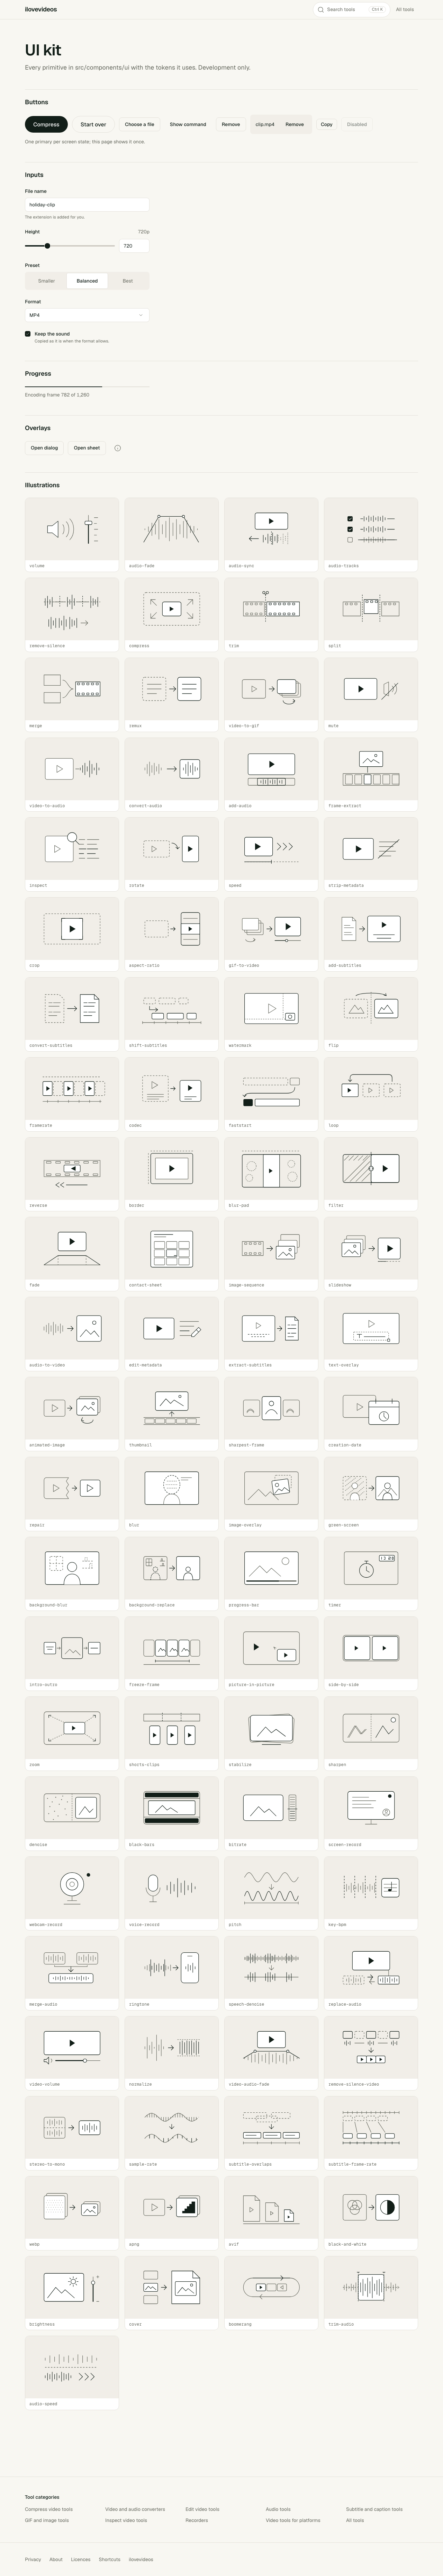 ilovevideos
Search tools
Ctrl K
All tools
UI kit
Every primitive in src/components/ui with the tokens it uses. Development only.
Buttons
Compress
Start over
Choose a file
Show command
Remove
clip.mp4
Remove
Copy
Disabled
One primary per screen state; this page shows it once.
Inputs
File name
holiday-clip
The extension is added for you.
Height
720p
720
Preset
Smaller
Balanced
Best
Format
MP4
Keep the sound
Copied as it is when the format allows.
Progress
Encoding frame 782 of 1,260
Overlays
Open dialog
Open sheet
Illustrations
volume
audio-fade
audio-sync
audio-tracks
remove-silence
compress
trim
split
merge
remux
video-to-gif
mute
video-to-audio
convert-audio
add-audio
frame-extract
inspect
rotate
speed
strip-metadata
crop
aspect-ratio
gif-to-video
add-subtitles
convert-subtitles
shift-subtitles
watermark
flip
framerate
codec
faststart
loop
reverse
border
blur-pad
filter
fade
contact-sheet
image-sequence
slideshow
audio-to-video
edit-metadata
extract-subtitles
text-overlay
animated-image
thumbnail
sharpest-frame
creation-date
repair
blur
image-overlay
green-screen
background-blur
background-replace
progress-bar
timer
intro-outro
freeze-frame
picture-in-picture
side-by-side
zoom
shorts-clips
stabilize
sharpen
denoise
black-bars
bitrate
screen-record
webcam-record
voice-record
pitch
key-bpm
merge-audio
ringtone
speech-denoise
replace-audio
video-volume
normalize
video-audio-fade
remove-silence-video
stereo-to-mono
sample-rate
subtitle-overlaps
subtitle-frame-rate
webp
apng
avif
black-and-white
brightness
cover
boomerang
trim-audio
audio-speed
Tool categories
Compress video tools
Video and audio converters
Edit video tools
Audio tools
Subtitle and caption tools
GIF and image tools
Inspect video tools
Recorders
Video tools for platforms
All tools
Privacy
About
Licences
Shortcuts
ilovevideos